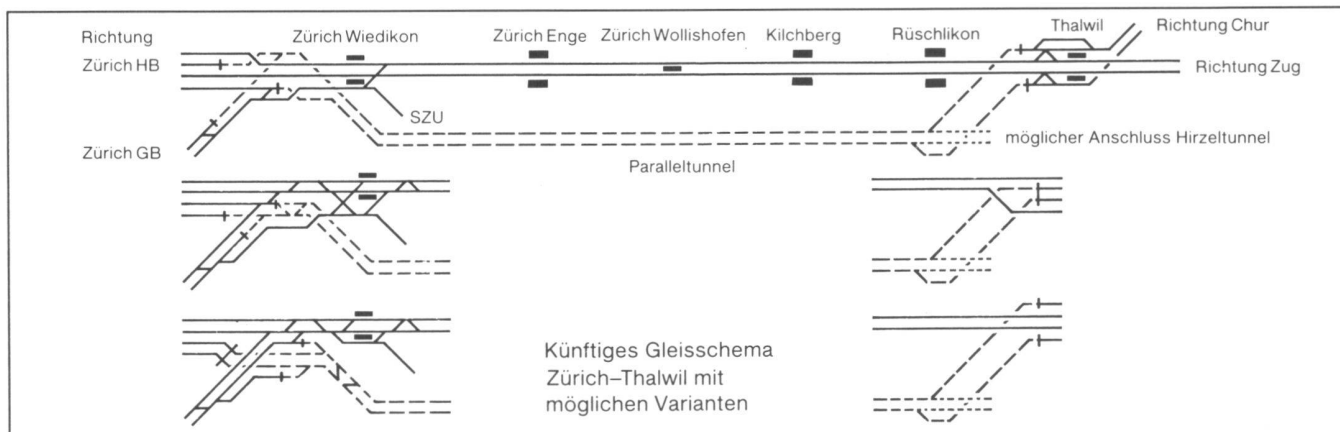 Richtung
Zürich HB
Zürich Wiedikon
Zürich Enge
Zürich Wollishofen
Kilchberg
Rüschlikon
Thalwil
Richtung Chur
Richtung Zug
SZU
Zürich GB
Paralleltunnel
möglicher Anschluss Hirzeltunnel
Künftiges Gleisschema
Zürich–Thalwil mit
möglichen Varianten